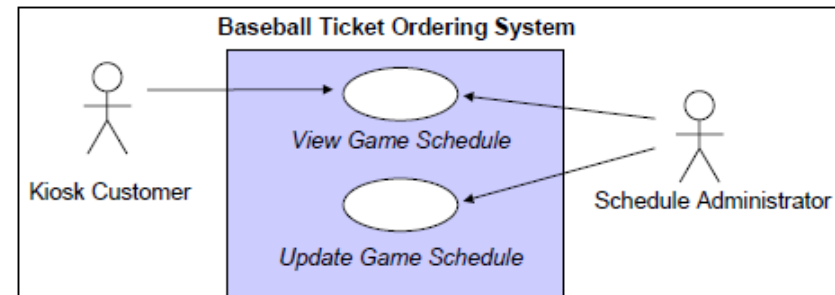 Baseball Ticket Ordering System
View Game Schedule
Kiosk Customer
Schedule Administrator
Update Game Schedule